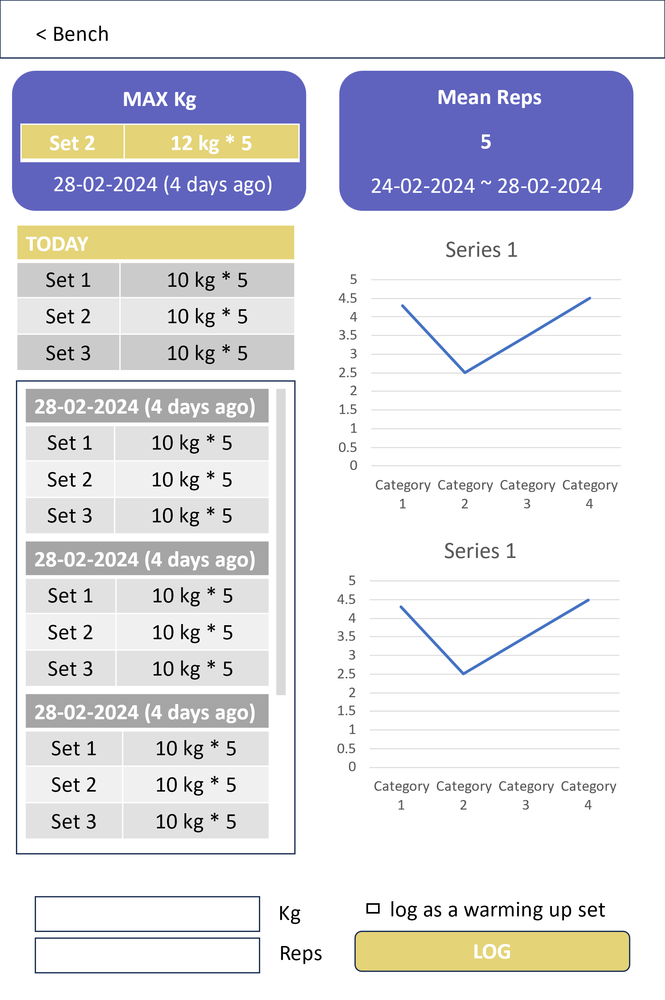 < Bench
MAX Kg
Set 2 12 kg * 5
28-02-2024 (4 days ago)
Mean Reps
5
24-02-2024 ~ 28-02-2024
TODAY
Set 1 10 kg * 5
Set 2 10 kg * 5
Set 3 10 kg * 5
28-02-2024 (4 days ago)
Set 1 10 kg * 5
Set 2 10 kg * 5
Set 3 10 kg * 5
28-02-2024 (4 days ago)
Set 1 10 kg * 5
Set 2 10 kg * 5
Set 3 10 kg * 5
28-02-2024 (4 days ago)
Set 1 10 kg * 5
Set 2 10 kg * 5
Set 3 10 kg * 5
Series 1
5
4.5
4
3.5
3
2.5
2
1.5
1
0.5
0
Category Category Category Category
1 2 3 4
Series 1
5
4.5
4
3.5
3
2.5
2
1.5
1
0.5
0
Category Category Category Category
1 2 3 4
Kg
Reps
log as a warming up set
LOG